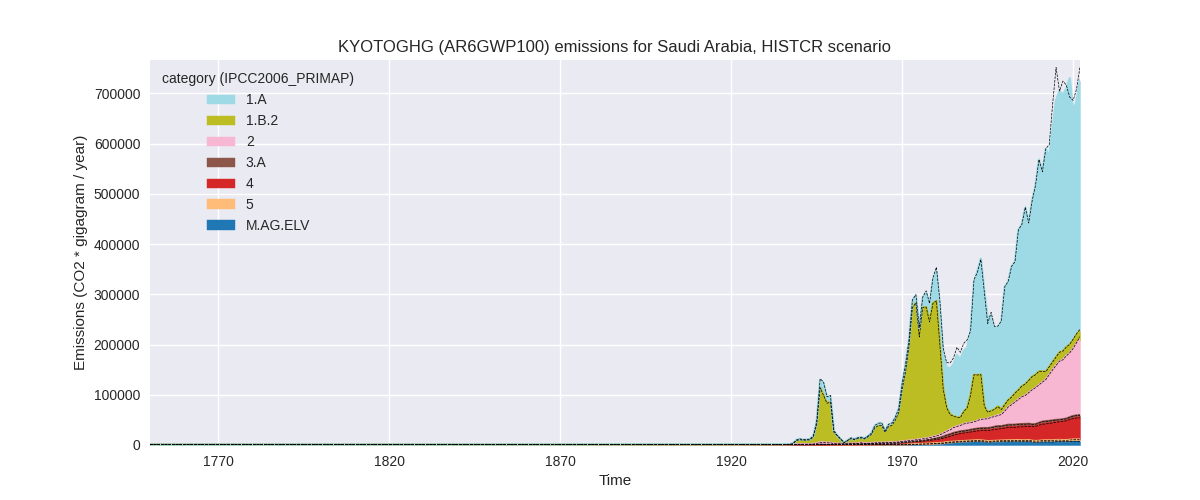 KYOTOGHG (AR6GWP100) emissions for Saudi Arabia, HISTCR scenario
category (IPCC2006_PRIMAP)
1.A
1.B.2
2
3.A
4
5
M.AG.ELV
Emissions (CO2 * gigagram / year)
700000
600000
500000
400000
300000
200000
100000
0
1770
1820
1870
1920
1970
2020
Time